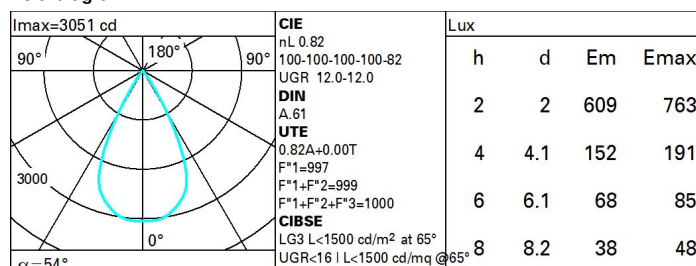 Imax=3051 cd
90° 180° 90°
3000
0°
α=54°
CIE
nL 0.82
100-100-100-100-82
UGR 12.0-12.0
DIN
A.61
UTE
0.82A+0.00T
F"1=997
F"1+F"2=999
F"1+F"2+F"3=1000
CIBSE
LG3 L<1500 cd/m² at 65°
UGR<16 | L<1500 cd/mq @65°
Lux
h d Em Emax
2 2 609 763
4 4.1 152 191
6 6.1 68 85
8 8.2 38 48